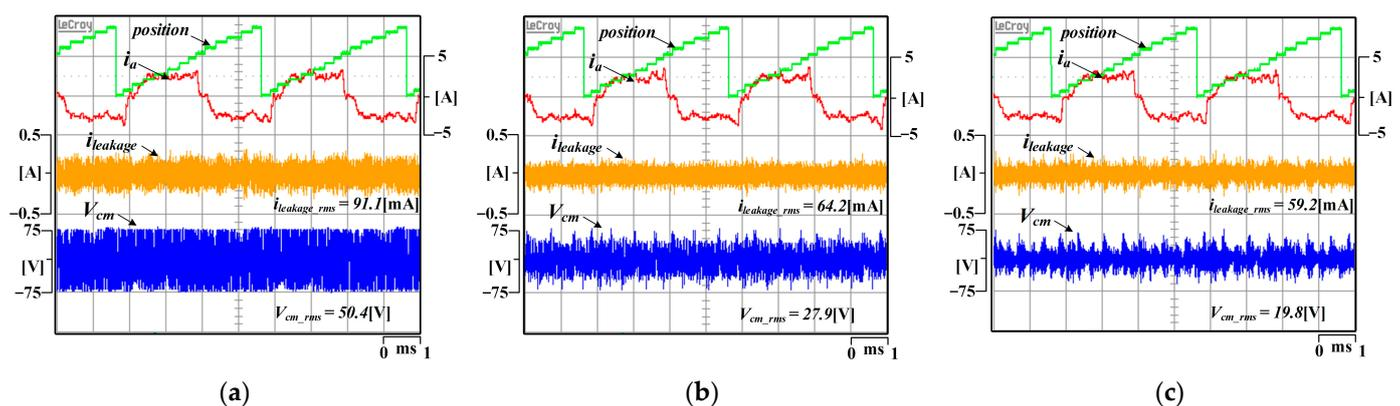 LeCroy
position
i_a
5
[A]
−5
0.5
[A]
−0.5
i_leakage
i_leakage_rms = 91.1[mA]
V_cm
75
[V]
−75
V_cm_rms = 50.4[V]
0 ms 1
(a)
LeCroy
position
i_a
5
[A]
−5
0.5
[A]
−0.5
i_leakage
i_leakage_rms = 64.2[mA]
V_cm
75
[V]
−75
V_cm_rms = 27.9[V]
0 ms 1
(b)
LeCroy
position
i_a
5
[A]
−5
0.5
[A]
−0.5
i_leakage
i_leakage_rms = 59.2[mA]
V_cm
75
[V]
−75
V_cm_rms = 19.8[V]
0 ms 1
(c)